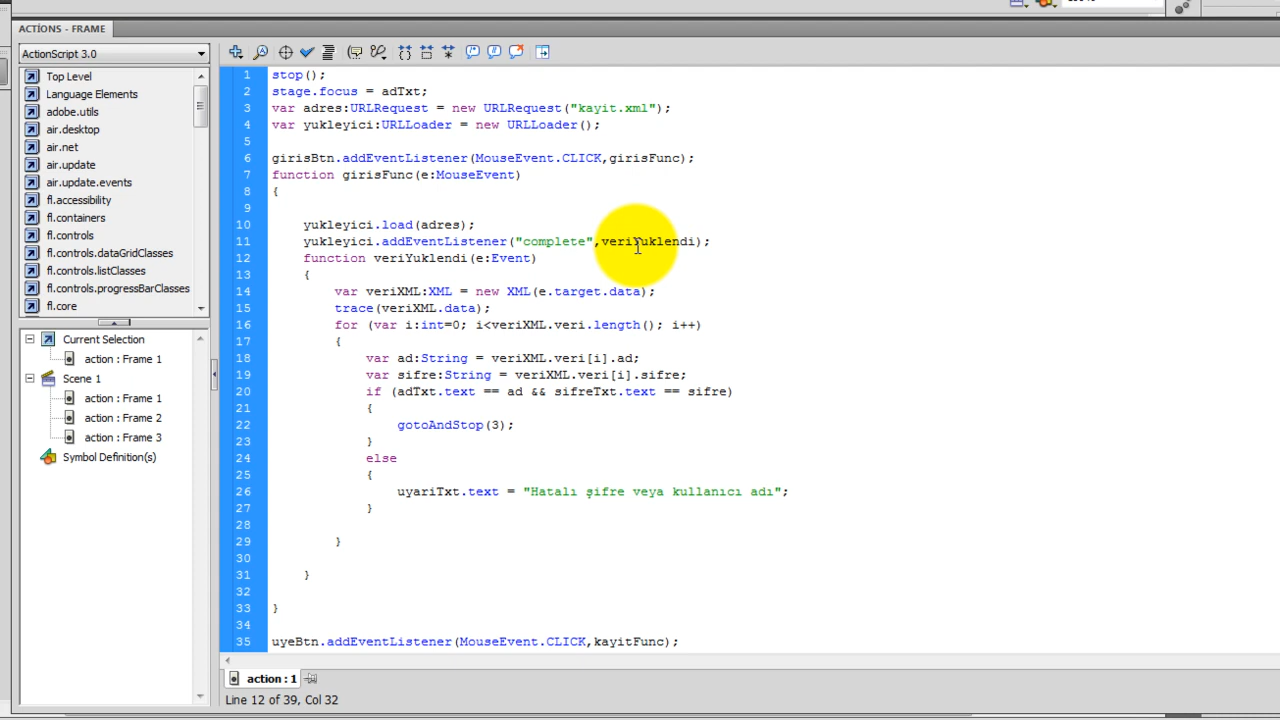 ACTIONS - FRAME
ActionScript 3.0
Top Level
Language Elements
adobe.utils
air.desktop
air.net
air.update
air.update.events
fl.accessibility
fl.containers
fl.controls
fl.controls.dataGridClasses
fl.controls.listClasses
fl.controls.progressBarClasses
fl.core
Current Selection
action : Frame 1
Scene 1
action : Frame 1
action : Frame 2
action : Frame 3
Symbol Definition(s)
1 stop();
2 stage.focus = adTxt;
3 var adres:URLRequest = new URLRequest("kayit.xml");
4 var yukleyici:URLLoader = new URLLoader();
5
6 girisBtn.addEventListener(MouseEvent.CLICK,girisFunc);
7 function girisFunc(e:MouseEvent)
8 {
9
10 yukleyici.load(adres);
11 yukleyici.addEventListener("complete",veriYuklendi);
12 function veriYuklendi(e:Event)
13 {
14 var veriXML:XML = new XML(e.target.data);
15 trace(veriXML.data);
16 for (var i:int=0; i<veriXML.veri.length(); i++)
17 {
18 var ad:String = veriXML.veri[i].ad;
19 var sifre:String = veriXML.veri[i].sifre;
20 if (adTxt.text == ad && sifreTxt.text == sifre)
21 {
22 gotoAndStop(3);
23 }
24 else
25 {
26 uyariTxt.text = "Hatalı şifre veya kullanıcı adı";
27 }
28
29 }
30
31 }
32
33 }
34
35 uyeBtn.addEventListener(MouseEvent.CLICK,kayitFunc);
action : 1
Line 12 of 39, Col 32